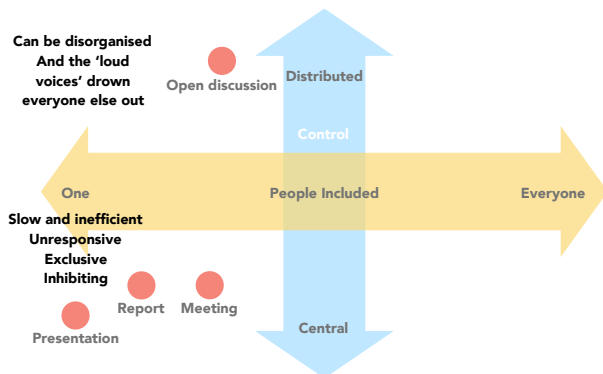 Can be disorganised
And the ‘loud
voices’ drown
everyone else out
Open discussion
Distributed
Control
One
People Included
Everyone
Slow and inefficient
Unresponsive
Exclusive
Inhibiting
Report
Meeting
Presentation
Central